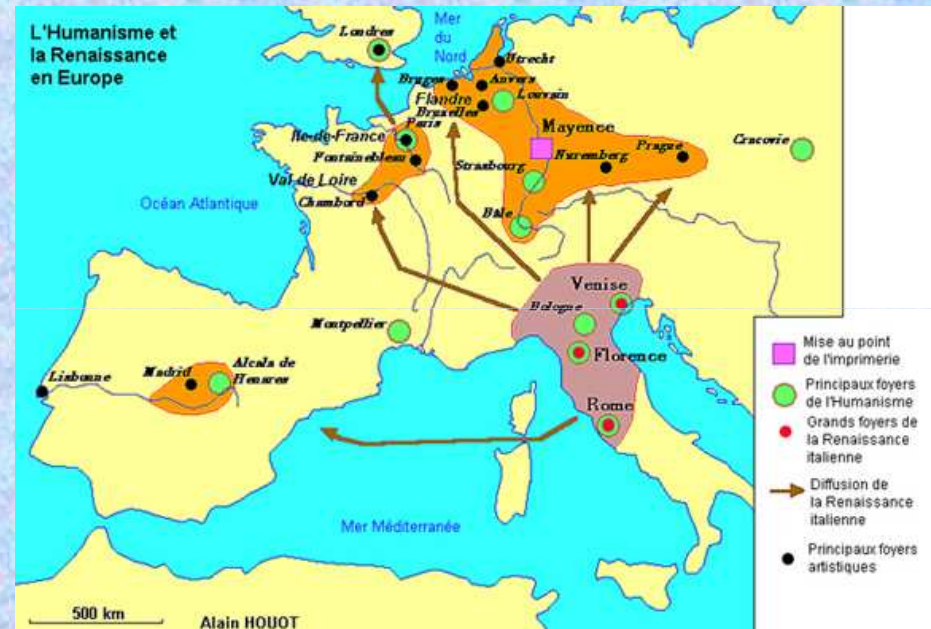 L'Humanisme et
la Renaissance
en Europe
Londres
Mer
du
Nord
Utrecht
Bruges
Anvers
Flandre
Louvain
Bruxelles
Mayence
Ile-de-France
Paris
Fontainebleau
Strasbourg
Nuremberg
Prague
Cracovie
Val de Loire
Chambord
Océan Atlantique
Bâle
Venise
Bologne
Montpellier
Florence
Rome
Lisbonne
Madrid
Alcala de
Henares
Mer Méditerranée
500 km
Alain HOUOT
Mise au point
de l'imprimerie
Principaux foyers
de l'Humanisme
Grands foyers de
la Renaissance
italienne
Diffusion de
la Renaissance
italienne
Principaux foyers
artistiques